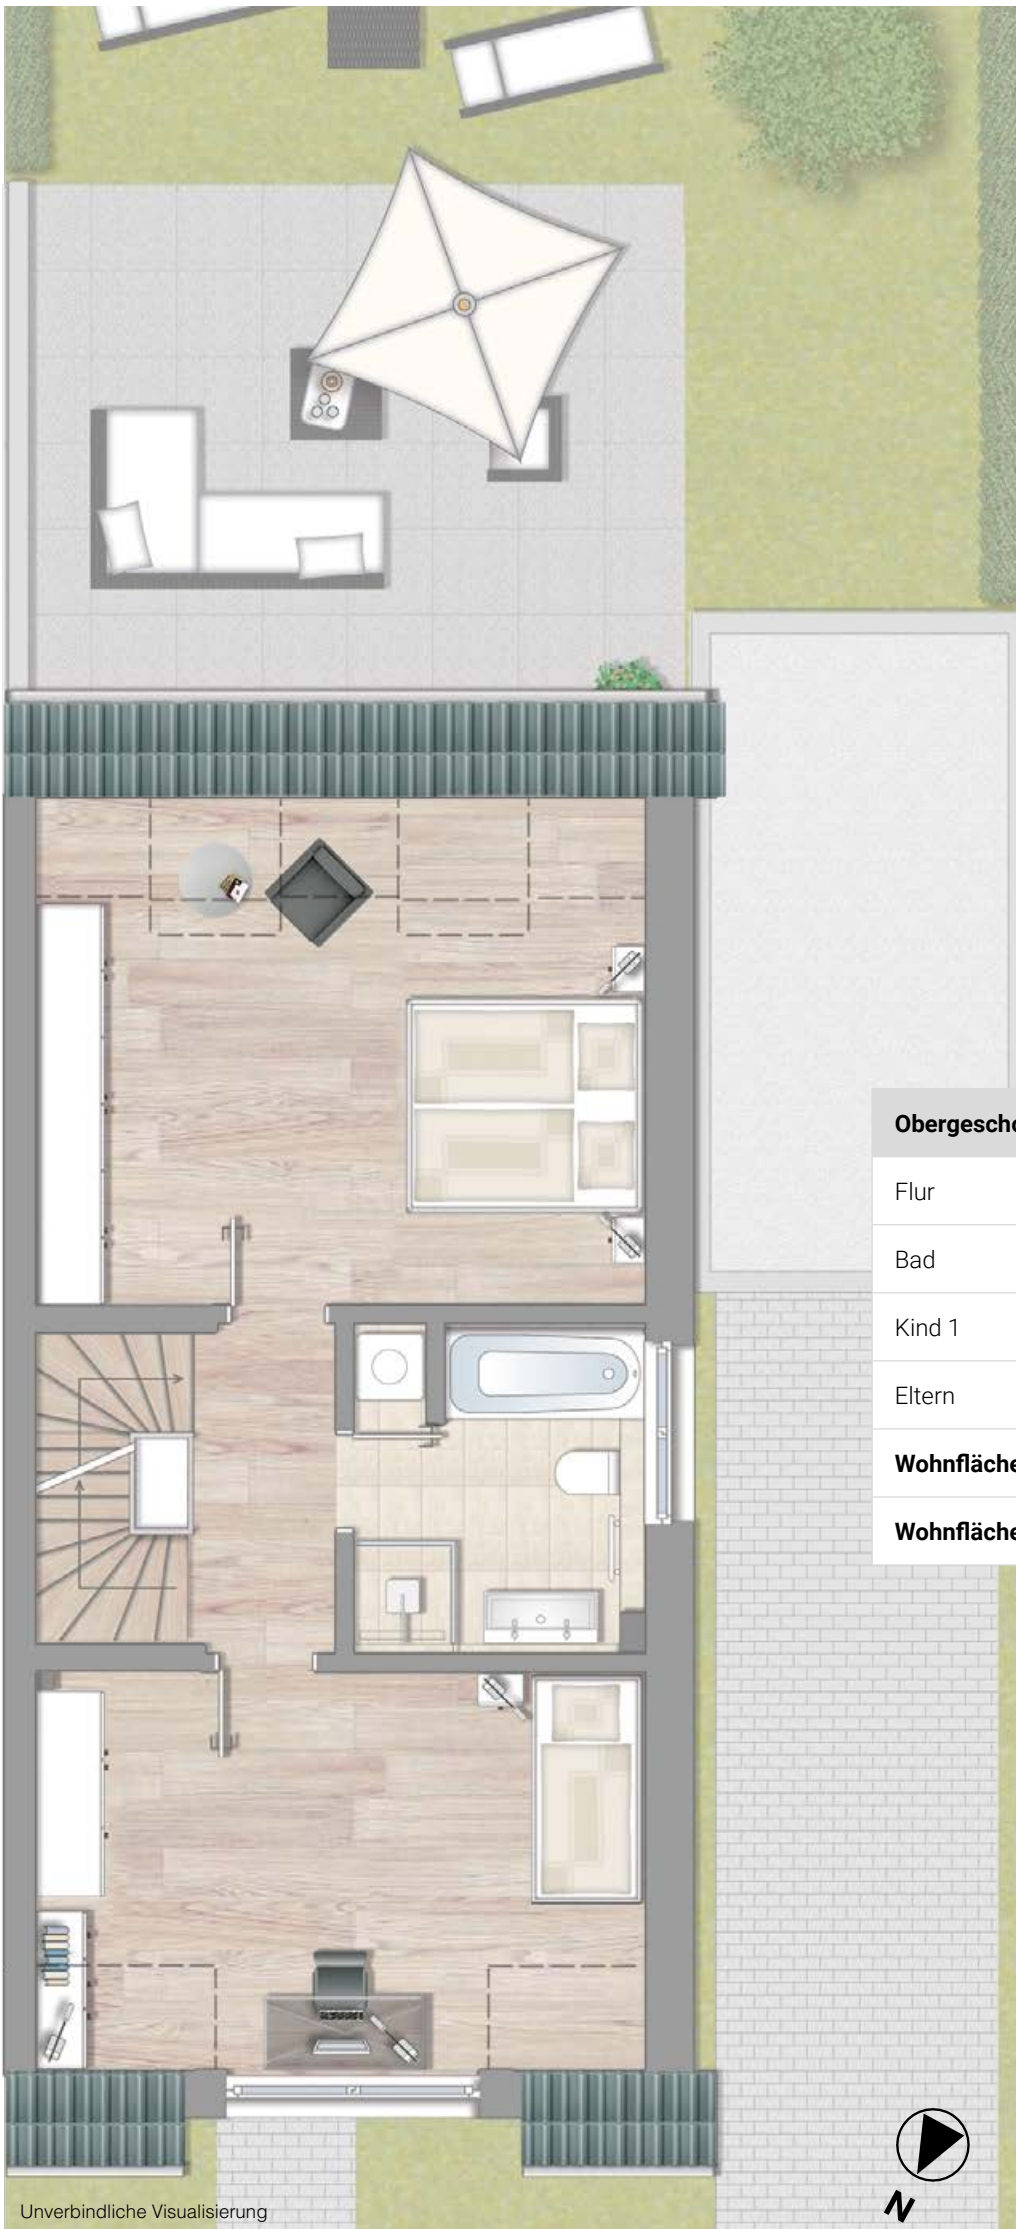 Obergescho
Flur
Bad
Kind 1
Eltern
Wohnfläche
Wohnfläche
N
Unverbindliche Visualisierung